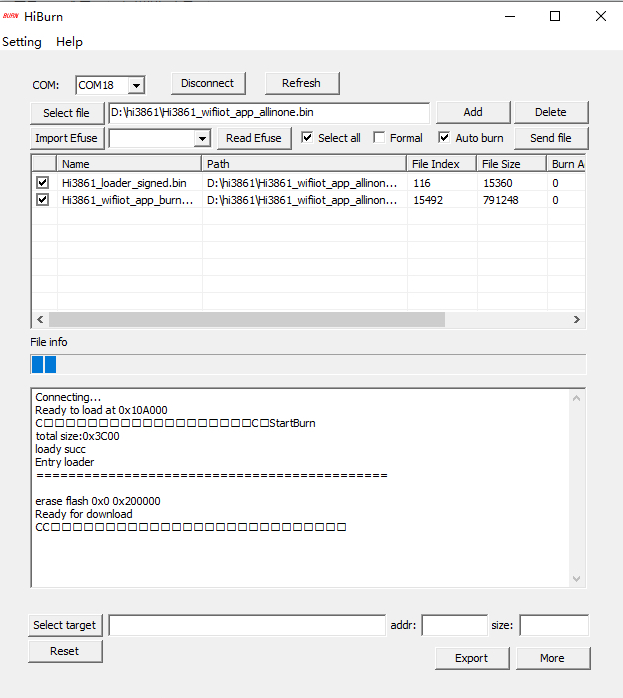 BURN HiBurn
Setting Help
COM: COM18 Disconnect Refresh
Select file D:\hi3861\Hi3861_wifiiot_app_allinone.bin Add Delete
Import Efuse Read Efuse Select all Formal Auto burn Send file
Name Path File Index File Size Burn A
Hi3861_loader_signed.bin D:\hi3861\Hi3861_wifiiot_app_allinon... 116 15360 0
Hi3861_wifiiot_app_burn... D:\hi3861\Hi3861_wifiiot_app_allinon... 15492 791248 0
File info
Connecting...
Ready to load at 0x10A000
C□□□□□□□□□□□□□□□□□□□C□StartBurn
total size:0x3C00
loady succ
Entry loader
============================================
erase flash 0x0 0x200000
Ready for download
CC□□□□□□□□□□□□□□□□□□□□□□□□□□□
Select target addr: size:
Reset Export More